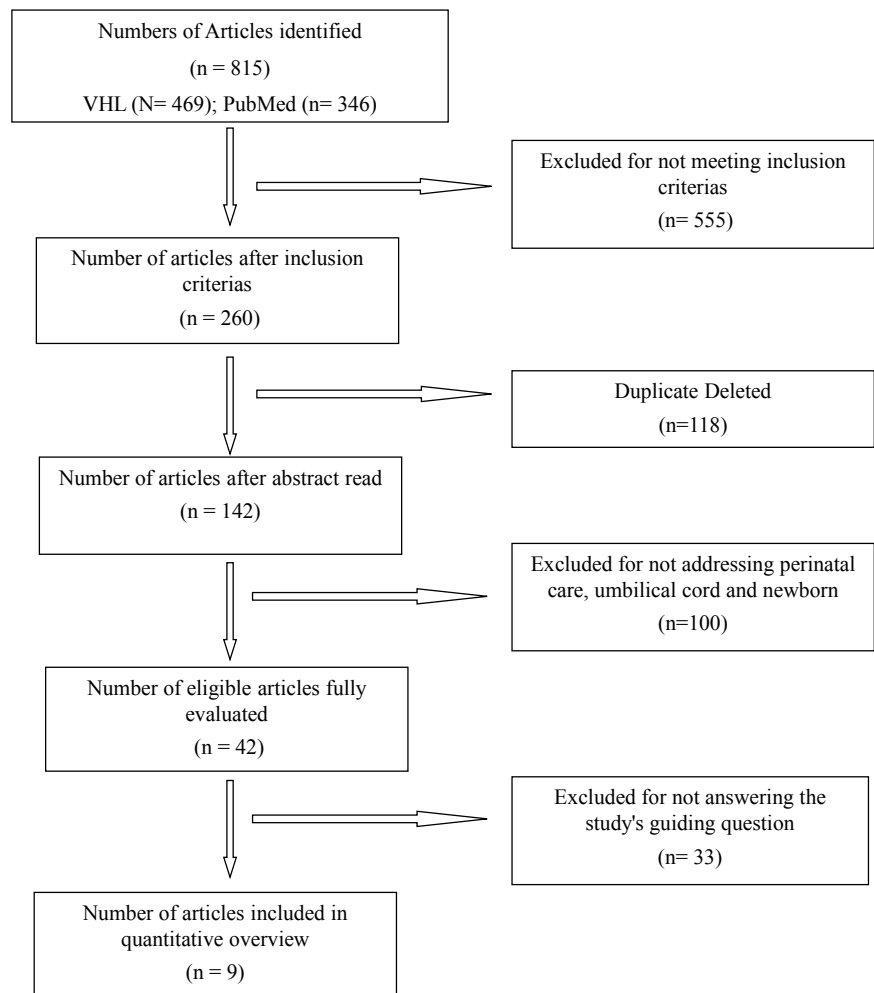 Numbers of Articles identified
(n = 815)
VHL (N= 469); PubMed (n= 346)
Excluded for not meeting inclusion
criterias
(n= 555)
Number of articles after inclusion
criterias
(n = 260)
Duplicate Deleted
(n=118)
Number of articles after abstract read
(n = 142)
Excluded for not addressing perinatal
care, umbilical cord and newborn
(n=100)
Number of eligible articles fully
evaluated
(n = 42)
Excluded for not answering the
study's guiding question
(n= 33)
Number of articles included in
quantitative overview
(n = 9)